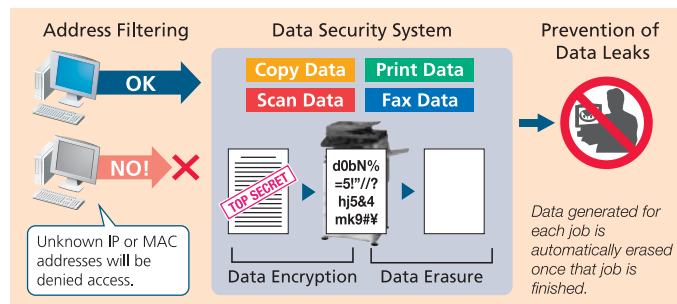 Address Filtering
OK
NO!
Unknown IP or MAC
addresses will be
denied access.
Data Security System
Copy Data
Print Data
Scan Data
Fax Data
TOP SECRET
d0bN%
=5!"//?
hj5&4
mk9#¥
Data Encryption
Data Erasure
Prevention of
Data Leaks
Data generated for
each job is
automatically erased
once that job is
finished.